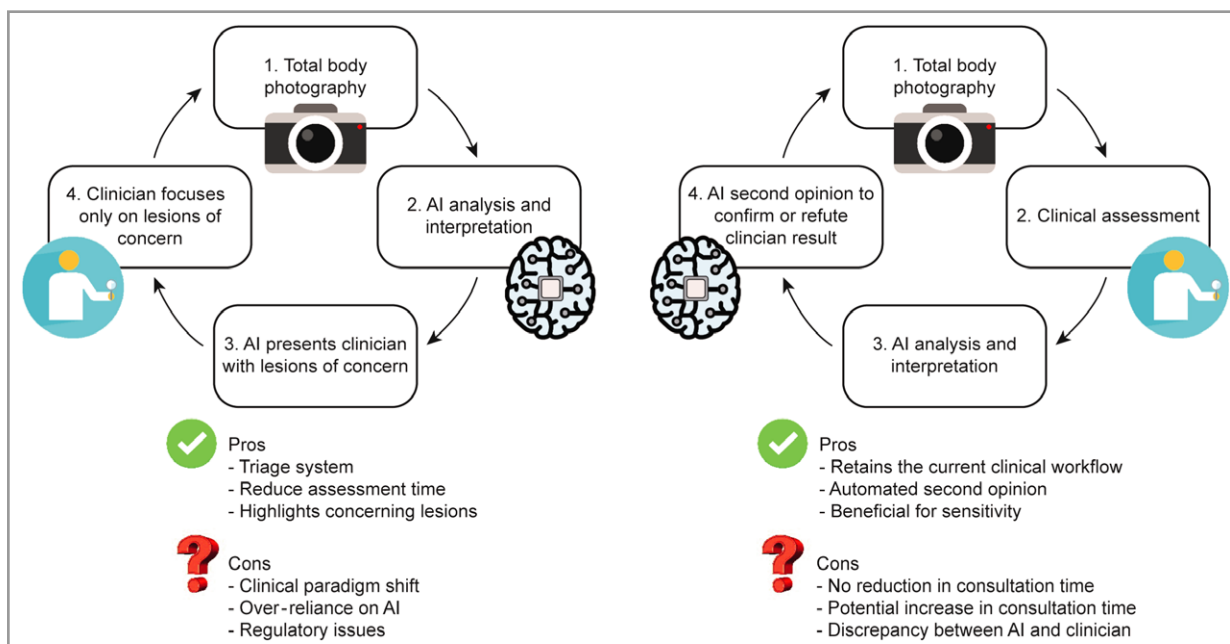 1. Total body
photography
2. AI analysis and
interpretation
3. AI presents clinician
with lesions of concern
4. Clinician focuses
only on lesions of
concern
Pros
- Triage system
- Reduce assessment time
- Highlights concerning lesions
Cons
- Clinical paradigm shift
- Over-reliance on AI
- Regulatory issues
1. Total body
photography
2. Clinical assessment
3. AI analysis and
interpretation
4. AI second opinion to
confirm or refute
clincian result
Pros
- Retains the current clinical workflow
- Automated second opinion
- Beneficial for sensitivity
Cons
- No reduction in consultation time
- Potential increase in consultation time
- Discrepancy between AI and clinician